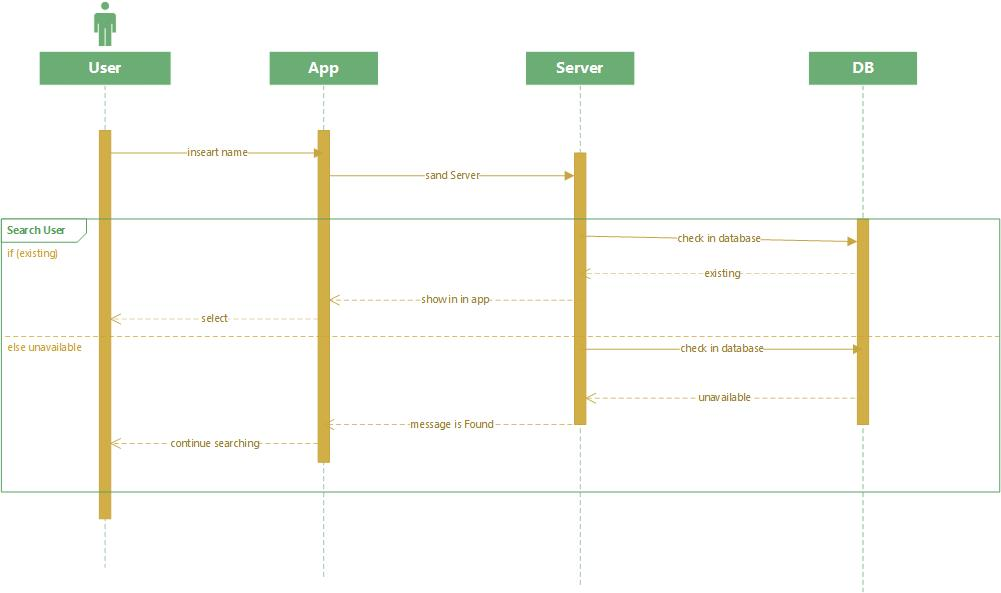 User
App
Server
DB
inseart name
sand Server
Search User
if (existing)
check in database
existing
show in in app
select
else unavailable
check in database
unavailable
message is Found
continue searching